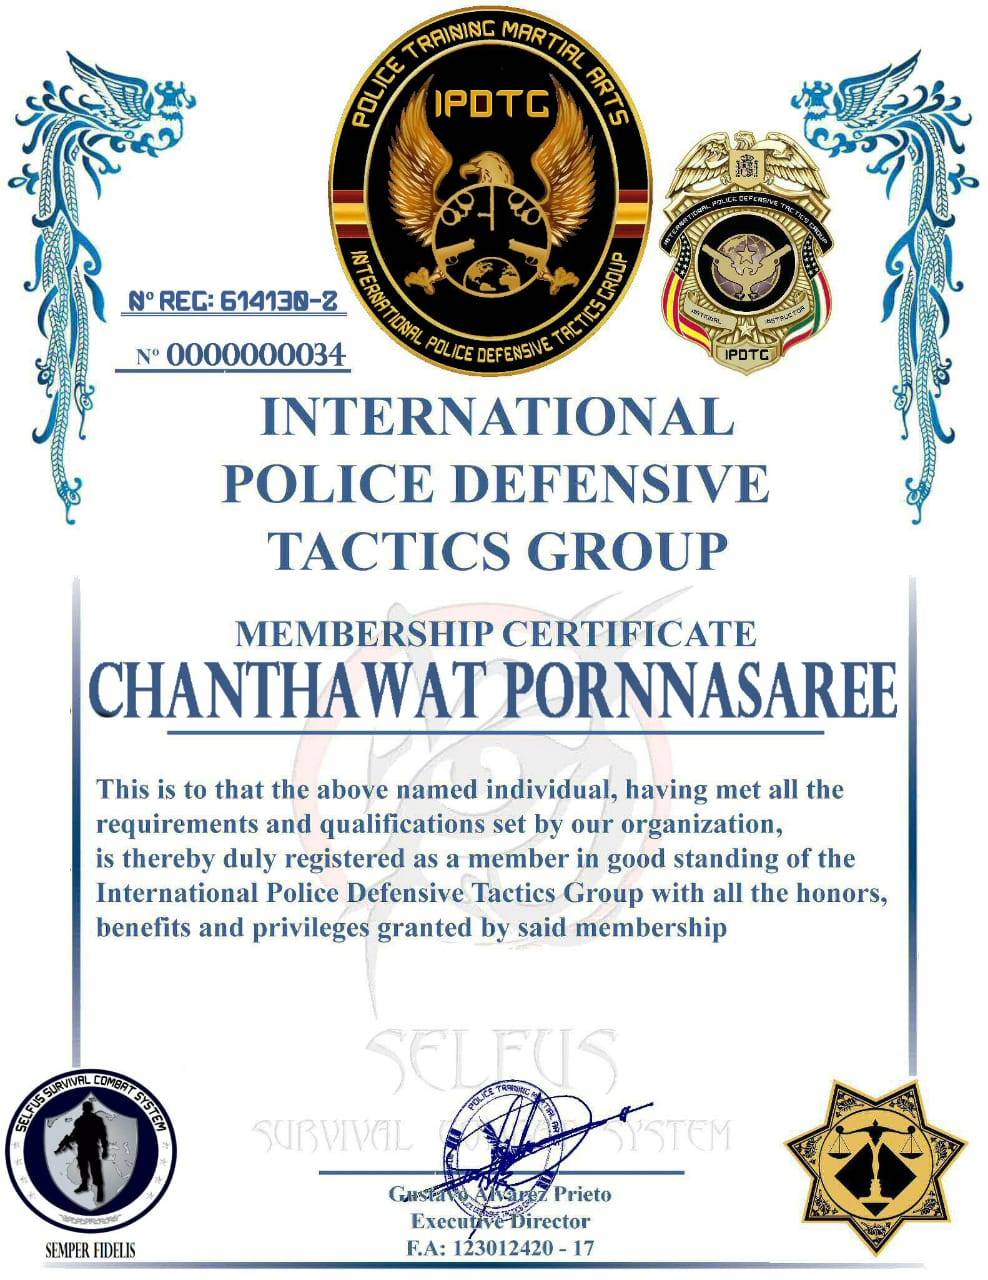 POLICE TRAINING MARTIAL ARTS
IPDTG
INTERNATIONAL POLICE DEFENSIVE TACTICS GROUP
INTERNATIONAL POLICE DEFENSIVE TACTICS GROUP
NATIONAL INSTRUCTOR
IPDTG
Nº REG: 614130-2
Nº 0000000034
INTERNATIONAL
POLICE DEFENSIVE
TACTICS GROUP
MEMBERSHIP CERTIFICATE
CHANTHAWAT PORNNASAREE
This is to that the above named individual, having met all the
requirements and qualifications set by our organization,
is thereby duly registered as a member in good standing of the
International Police Defensive Tactics Group with all the honors,
benefits and privileges granted by said membership
SELFUS
SURVIVAL COMBAT SYSTEM
SELFUS SURVIVAL COMBAT SYSTEM
SEMPER FIDELIS
POLICE TRAINING MARTIAL ARTS
Gustavo Alvarez Prieto
Executive Director
F.A: 123012420 - 17